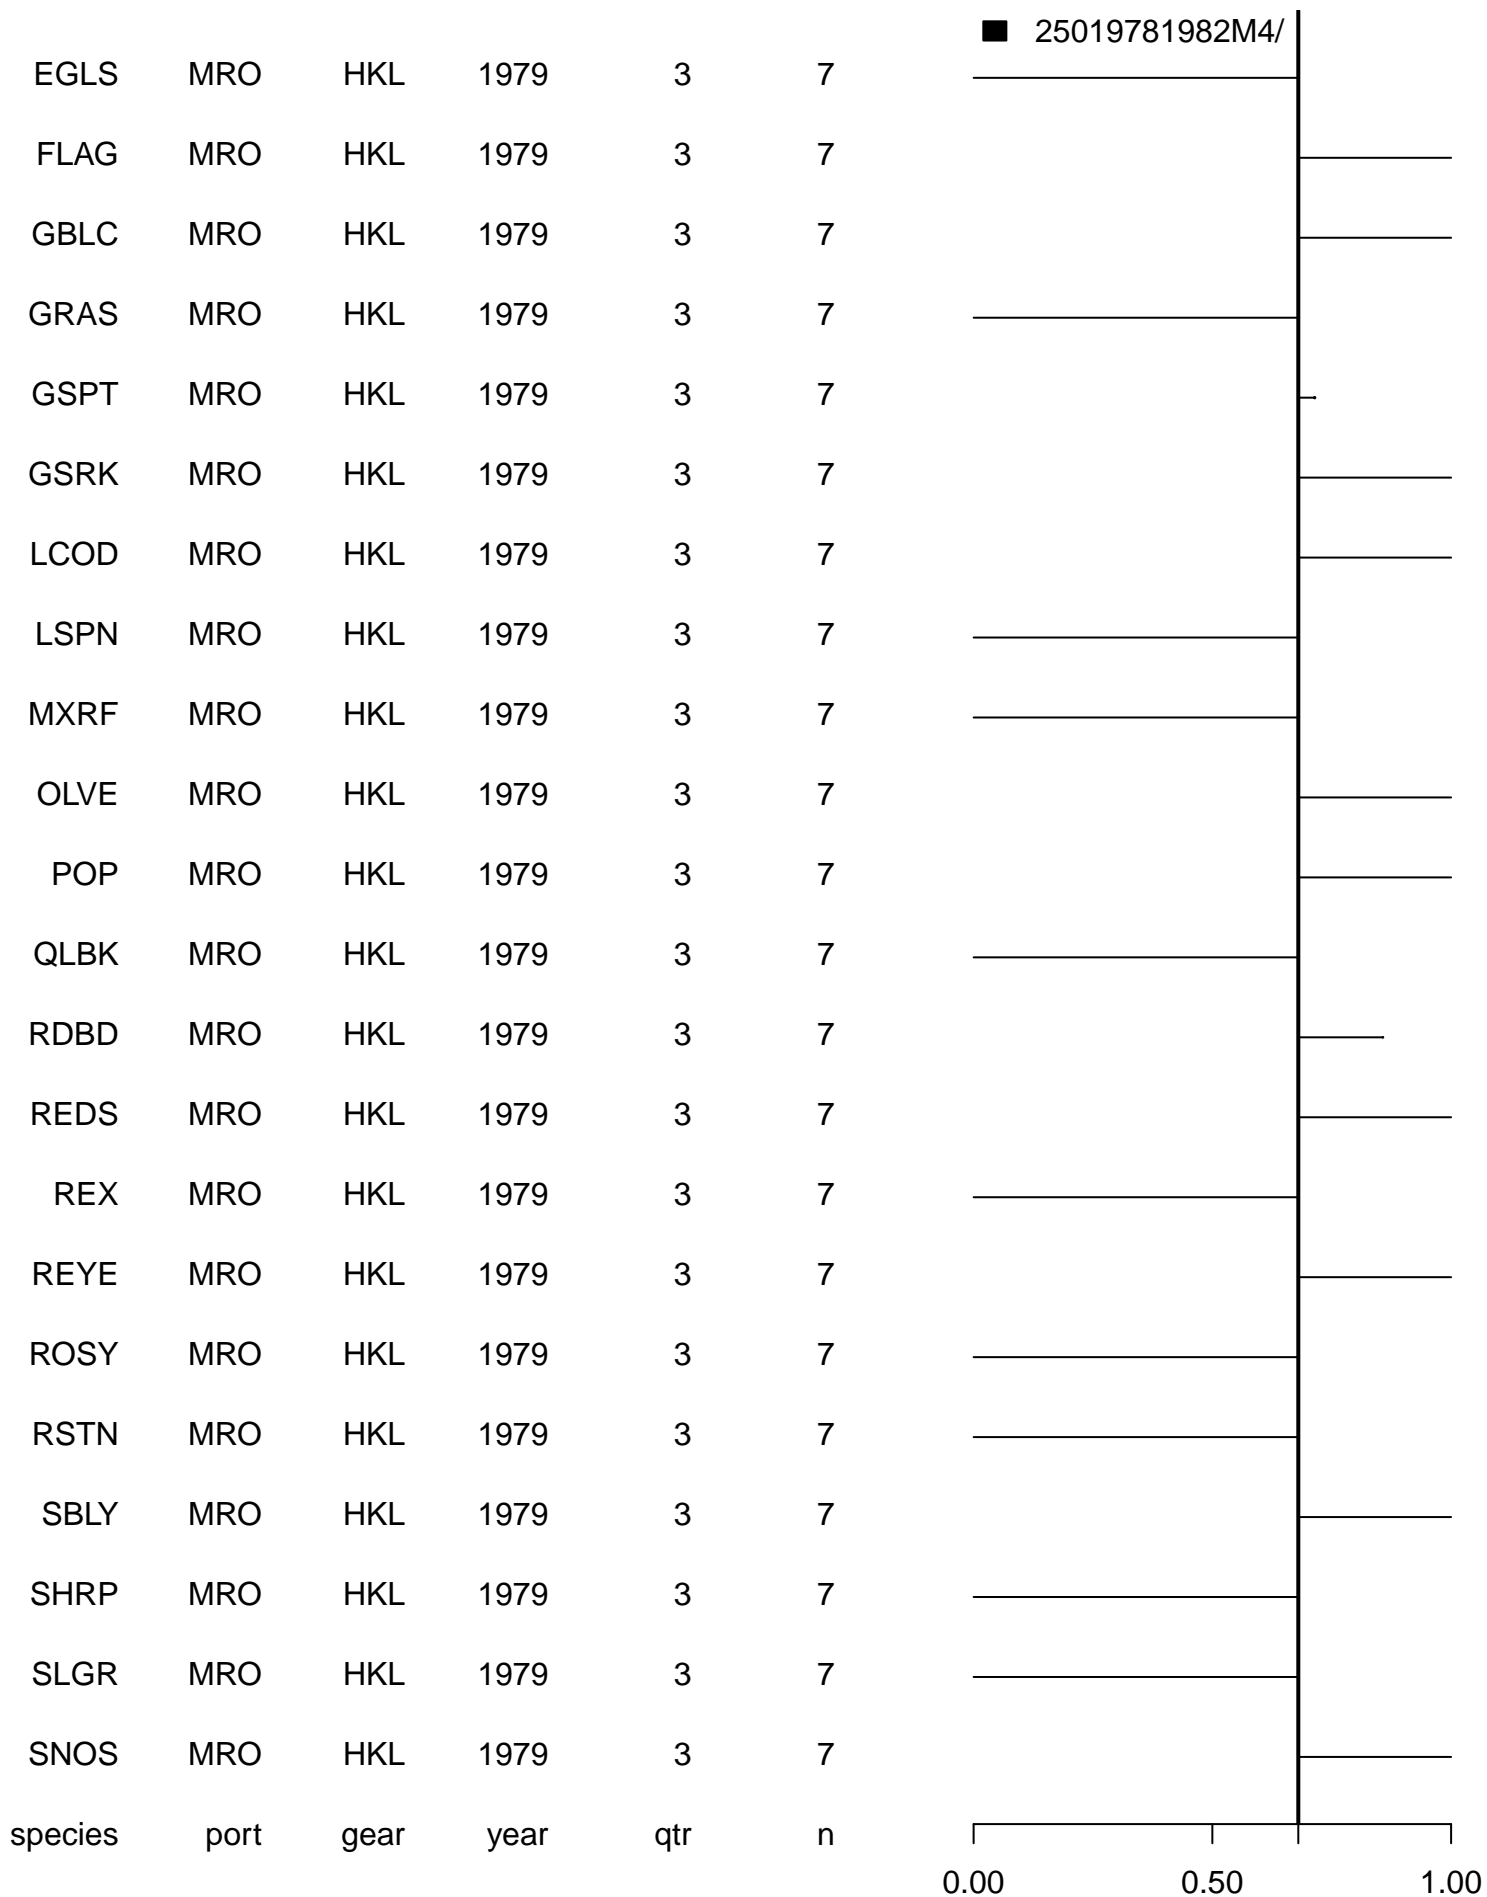 25019781982M4/
EGLS MRO HKL 1979 3 7
FLAG MRO HKL 1979 3 7
GBLC MRO HKL 1979 3 7
GRAS MRO HKL 1979 3 7
GSPT MRO HKL 1979 3 7
GSRK MRO HKL 1979 3 7
LCOD MRO HKL 1979 3 7
LSPN MRO HKL 1979 3 7
MXRF MRO HKL 1979 3 7
OLVE MRO HKL 1979 3 7
POP MRO HKL 1979 3 7
QLBK MRO HKL 1979 3 7
RDBD MRO HKL 1979 3 7
REDS MRO HKL 1979 3 7
REX MRO HKL 1979 3 7
REYE MRO HKL 1979 3 7
ROSY MRO HKL 1979 3 7
RSTN MRO HKL 1979 3 7
SBLY MRO HKL 1979 3 7
SHRP MRO HKL 1979 3 7
SLGR MRO HKL 1979 3 7
SNOS MRO HKL 1979 3 7
species port gear year qtr n
0.00 0.50 1.00